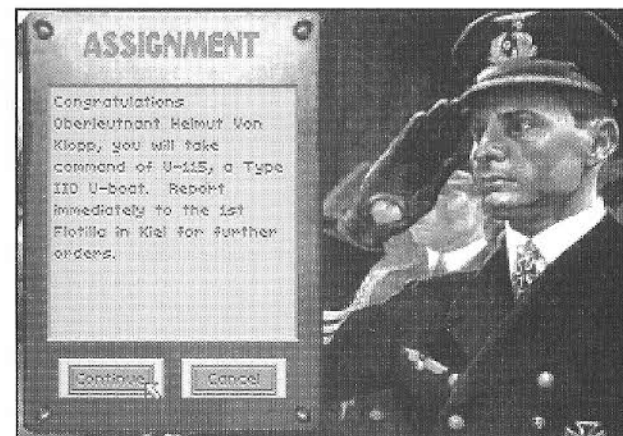 ASSIGNMENT
Congratulations
Oberleutnant Helmut Von
Klopp, you will take
command of U-115, a Type
IID U-boat. Report
immediately to the 1st
Flotilla in Kiel for further
orders.
Continue
Cancel